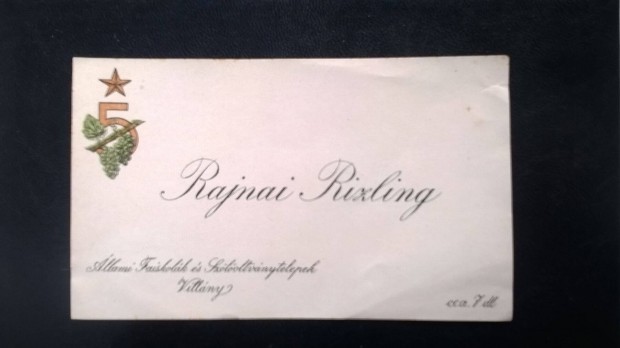 5
Rajnai Rizling
Állami Faiskolák és Szőlőoltványtelepek
Villány
cca. 7 dl.